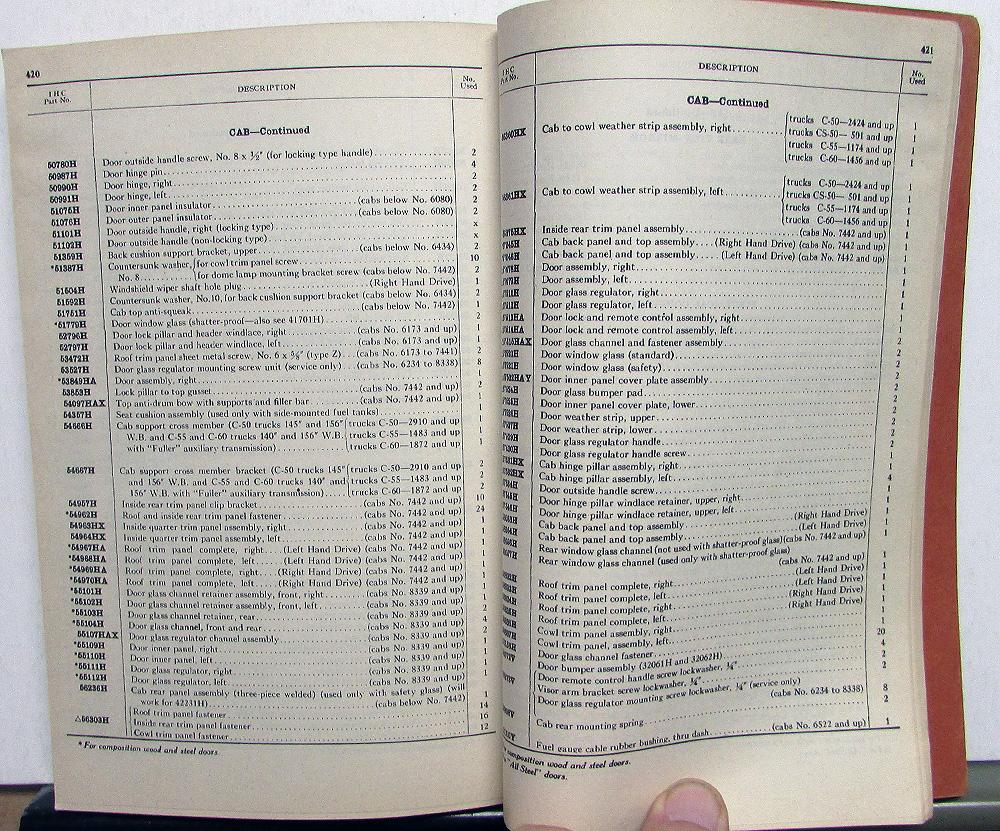 420
IHC Part No.
DESCRIPTION
No. Used
CAB—Continued
50780H Door outside handle screw, No. 8 x ½" (for locking type handle) 2
50987H Door hinge pin 4
50990H Door hinge, right 2
50991H Door hinge, left 2
51075H Door inner panel insulator (cabs below No. 6080) 2
51076H Door outer panel insulator (cabs below No. 6080) 2
51101H Door outside handle, right (locking type) x
51102H Door outside handle (non-locking type) x
51359H Back cushion support bracket, upper (cabs below No. 6434) 2
*51387H Countersunk washer, No. 8 for cowl trim panel screw 10
for dome lamp mounting bracket screw (cabs below No. 7442) 2
51504H Windshield wiper shaft hole plug (Right Hand Drive) 1
51592H Countersunk washer, No.10, for back cushion support bracket (cabs below No. 6434) 2
51751H Cab top anti-squeak (cabs below No. 7442) 1
*51779H Door window glass (shatter-proof—also see 41701H) 2
52796H Door lock pillar and header windlace, right (cabs No. 6173 and up) 1
52797H Door lock pillar and header windlace, left (cabs No. 6173 and up) 1
53472H Roof trim panel sheet metal screw, No. 6 x ⅝" (type Z) (cabs No. 6173 to 7441) 2
53527H Door glass regulator mounting screw unit (service only) (cabs No. 6234 to 8338) 8
*53849HA Door assembly, right 1
53853H Lock pillar to top gusset (cabs No. 7442 and up) 2
54097HAX Top anti-drum bow with supports and filler bar (cabs No. 7442 and up) 1
54357H Seat cushion assembly (used only with side-mounted fuel tanks) 1
54566H Cab support cross member (C-50 trucks 145" and 156" trucks C-50—2910 and up 1
W.B. and C-55 and C-60 trucks 140" and 156" W.B. trucks C-55—1483 and up 1
with "Fuller" auxiliary transmission) trucks C-60—1872 and up 1
54667H Cab support cross member bracket (C-50 trucks 145" trucks C-50—2910 and up 2
and 156" W.B. and C-55 and C-60 trucks 140" and trucks C-55—1483 and up 2
156" W.B. with "Fuller" auxiliary transmission) trucks C-60—1872 and up 2
54957H Inside rear trim panel clip bracket (cabs No. 7442 and up) 10
*54962H Roof and inside rear trim panel fastener (cabs No. 7442 and up) 24
54963HX Inside quarter trim panel assembly, right (cabs No. 7442 and up) 1
54964HX Inside quarter trim panel assembly, left (cabs No. 7442 and up) 1
*54967HA Roof trim panel complete, right (Left Hand Drive) (cabs No. 7442 and up) 1
*54968HA Roof trim panel complete, left (Left Hand Drive) (cabs No. 7442 and up) 1
*54969HA Roof trim panel complete, right (Right Hand Drive) (cabs No. 7442 and up) 1
*54970HA Roof trim panel complete, left (Right Hand Drive) (cabs No. 7442 and up) 1
*55101H Door glass channel retainer assembly, front, right (cabs No. 8339 and up) 1
*55102H Door glass channel retainer assembly, front, left (cabs No. 8339 and up) 1
*55103H Door glass channel retainer, rear (cabs No. 8339 and up) 2
*55104H Door glass channel, front and rear (cabs No. 8339 and up) 4
55107HAX Door glass regulator channel assembly (cabs No. 8339 and up) 2
*55109H Door inner panel, right (cabs No. 8339 and up) 1
*55110H Door inner panel, left (cabs No. 8339 and up) 1
*55111H Door glass regulator, right (cabs No. 8339 and up) 1
*55112H Door glass regulator, left (cabs No. 8339 and up) 1
56236H Cab rear panel assembly (three-piece welded) (used only with safety glass) (will
work for 42231H) (cabs below No. 7442) 1
△56303H Roof trim panel fastener 14
Inside rear trim panel fastener 16
Cowl trim panel fastener 12
* For composition wood and steel doors.
421
IHC Part No.
DESCRIPTION
No. Used
CAB—Continued
Cab to cowl weather strip assembly, right trucks C-50—2424 and up 1
trucks CS-50— 501 and up 1
trucks C-55—1174 and up 1
trucks C-60—1456 and up 1
Cab to cowl weather strip assembly, left trucks C-50—2424 and up 1
trucks CS-50— 501 and up 1
trucks C-55—1174 and up 1
trucks C-60—1456 and up 1
Inside rear trim panel assembly (cabs No. 7442 and up) 1
Cab back panel and top assembly (Right Hand Drive) (cabs No. 7442 and up) 1
Cab back panel and top assembly (Left Hand Drive) (cabs No. 7442 and up) 1
Door assembly, right 1
Door assembly, left 1
Door glass regulator, right 1
Door glass regulator, left 1
Door lock and remote control assembly, right 1
Door lock and remote control assembly, left 1
Door glass channel and fastener assembly 2
Door window glass (standard) 2
Door window glass (safety) 2
Door inner panel cover plate assembly 2
Door glass bumper pad 2
Door inner panel cover plate, lower 2
Door weather strip, upper 2
Door weather strip, lower 2
Door glass regulator handle 2
Door glass regulator handle screw 2
Cab hinge pillar assembly, right 1
Cab hinge pillar assembly, left 1
Door outside handle screw 4
Door hinge pillar windlace retainer, upper, right 1
Door hinge pillar windlace retainer, upper, left 1
Cab back panel and top assembly (Right Hand Drive) 1
Cab back panel and top assembly (Left Hand Drive) 1
Rear window glass channel (not used with shatter-proof glass) (cabs No. 7442 and up) 1
Rear window glass channel (used only with shatter-proof glass)
(cabs No. 7442 and up) 1
Roof trim panel complete, right (Left Hand Drive) 1
Roof trim panel complete, left (Left Hand Drive) 1
Roof trim panel complete, right (Right Hand Drive) 1
Roof trim panel complete, left (Right Hand Drive) 1
Cowl trim panel assembly, right 1
Cowl trim panel, assembly, left 1
Door glass channel fastener 20
Door bumper assembly (32061H and 32062H) 4
Door remote control handle screw lockwasher, ¼" 2
Visor arm bracket screw lockwasher, ¼" 2
Door glass regulator mounting screw lockwasher, ¼" (service only)
(cabs No. 6234 to 8338) 8
Cab rear mounting spring 2
Fuel gauge cable rubber bushing, thru dash (cabs No. 6522 and up) 1
composition wood and steel doors.
"All Steel" doors.